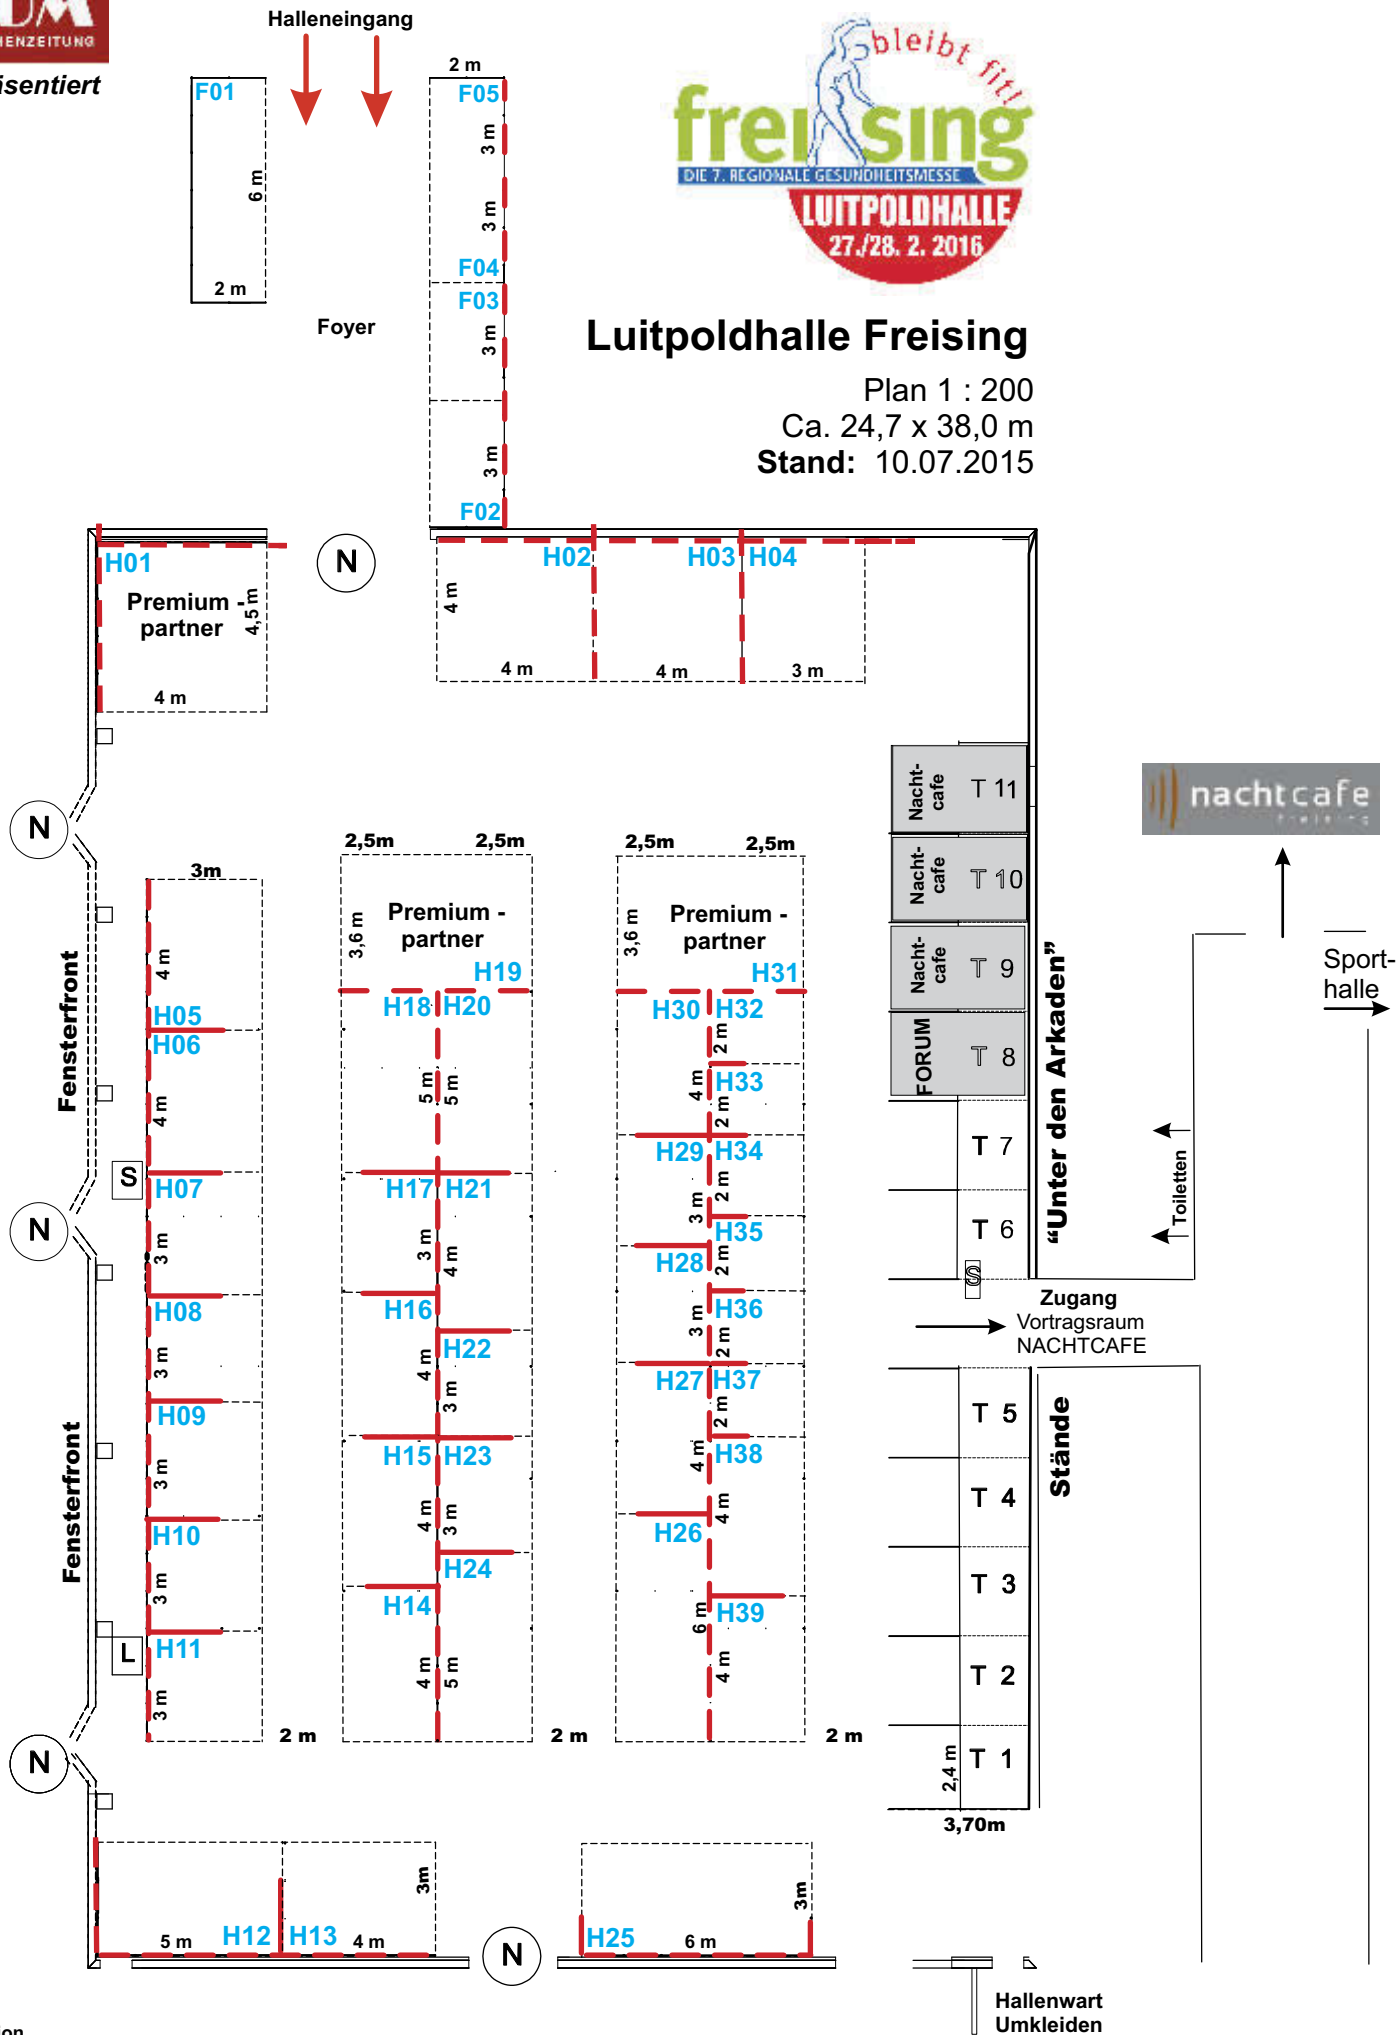 HENZEITUNG
Halleneingang
bleibt fit!
freising
DIE 7. REGIONALE GESUNDHEITSMESSE
LUITPOLDHALLE
27./28. 2. 2016
F01
6 m
2 m
2 m
F05
3 m
3 m
F04
F03
3 m
3 m
F02
Foyer
Luitpoldhalle Freising
Plan 1 : 200
Ca. 24,7 x 38,0 m
Stand: 10.07.2015
H01
Premium -
partner
4,5 m
4 m
N
H02
H03
H04
4 m
4 m
4 m
3 m
N
Fensterfront
S
N
Fensterfront
L
N
3m
4 m
H05
H06
4 m
H07
3 m
H08
3 m
H09
3 m
H10
3 m
H11
3 m
2 m
2,5m
2,5m
3,6 m
Premium -
partner
H19
H18
H20
5 m
5 m
H17
H21
3 m
4 m
H16
H22
4 m
3 m
H15
H23
4 m
3 m
H24
H14
4 m
5 m
2 m
2,5m
2,5m
3,6 m
Premium -
partner
H31
H30
H32
2 m
H33
4 m
2 m
H29
H34
2 m
3 m
H35
H28
2 m
H36
3 m
2 m
H27
H37
2 m
H38
4 m
4 m
H26
H39
6 m
4 m
2 m
Nacht-
cafe
T 11
Nacht-
cafe
T 10
Nacht-
cafe
T 9
FORUM
T 8
T 7
T 6
S
"Unter den Arkaden"
Zugang
Vortragsraum
NACHTCAFE
T 5
T 4
T 3
T 2
T 1
2,4 m
3,70m
Stände
nachtcafe
freising
Sport-
halle
Toiletten
5 m
H12
H13
4 m
3m
N
H25
6 m
3m
Hallenwart
Umkleiden